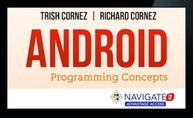 TRISH CORNEZ | RICHARD CORNEZ
ANDROID
Programming Concepts
NAVIGATE 2
ADVANTAGE ACCESS